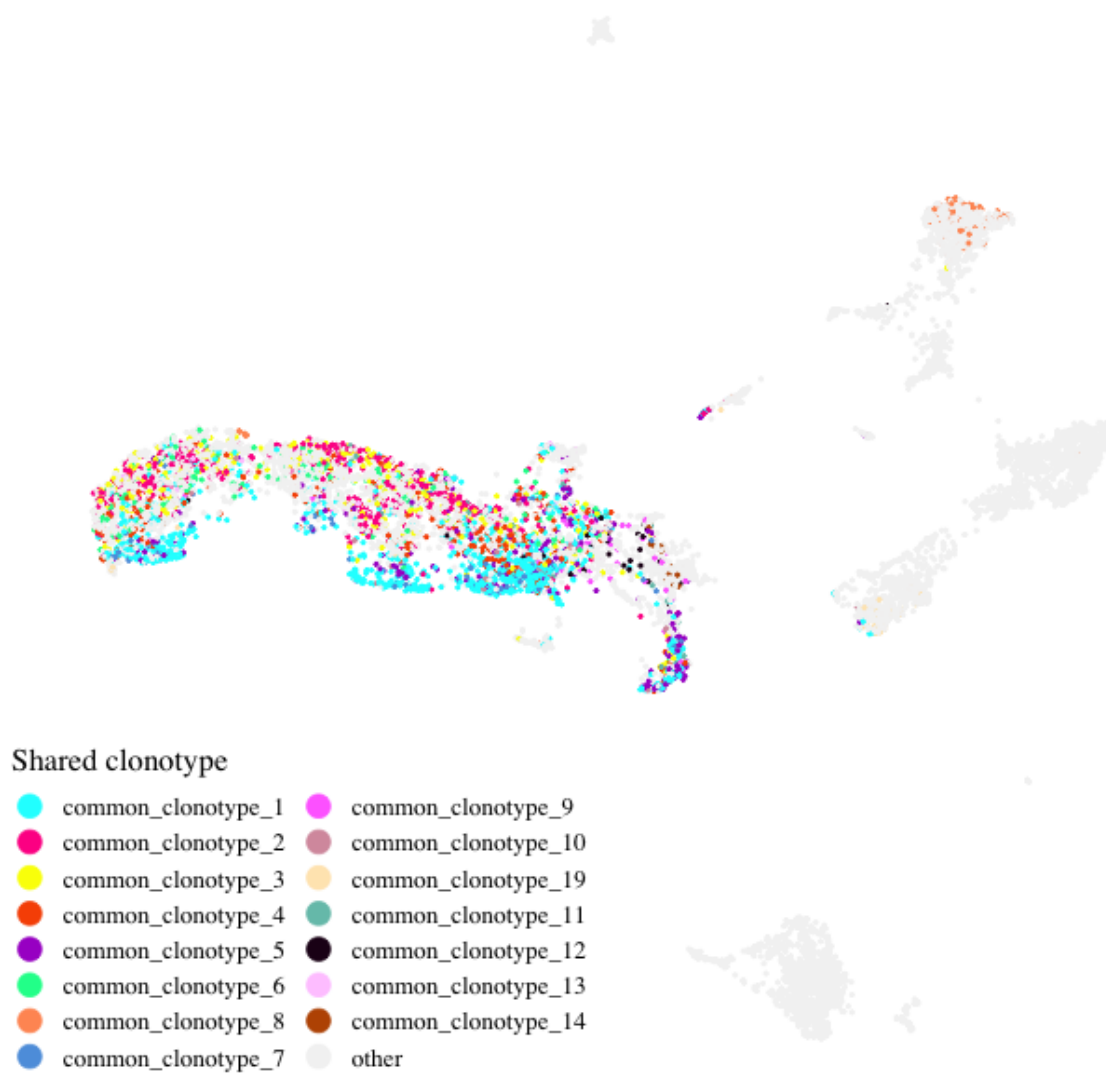 Shared clonotype
common_clonotype_1
common_clonotype_2
common_clonotype_3
common_clonotype_4
common_clonotype_5
common_clonotype_6
common_clonotype_8
common_clonotype_7
common_clonotype_9
common_clonotype_10
common_clonotype_19
common_clonotype_11
common_clonotype_12
common_clonotype_13
common_clonotype_14
other